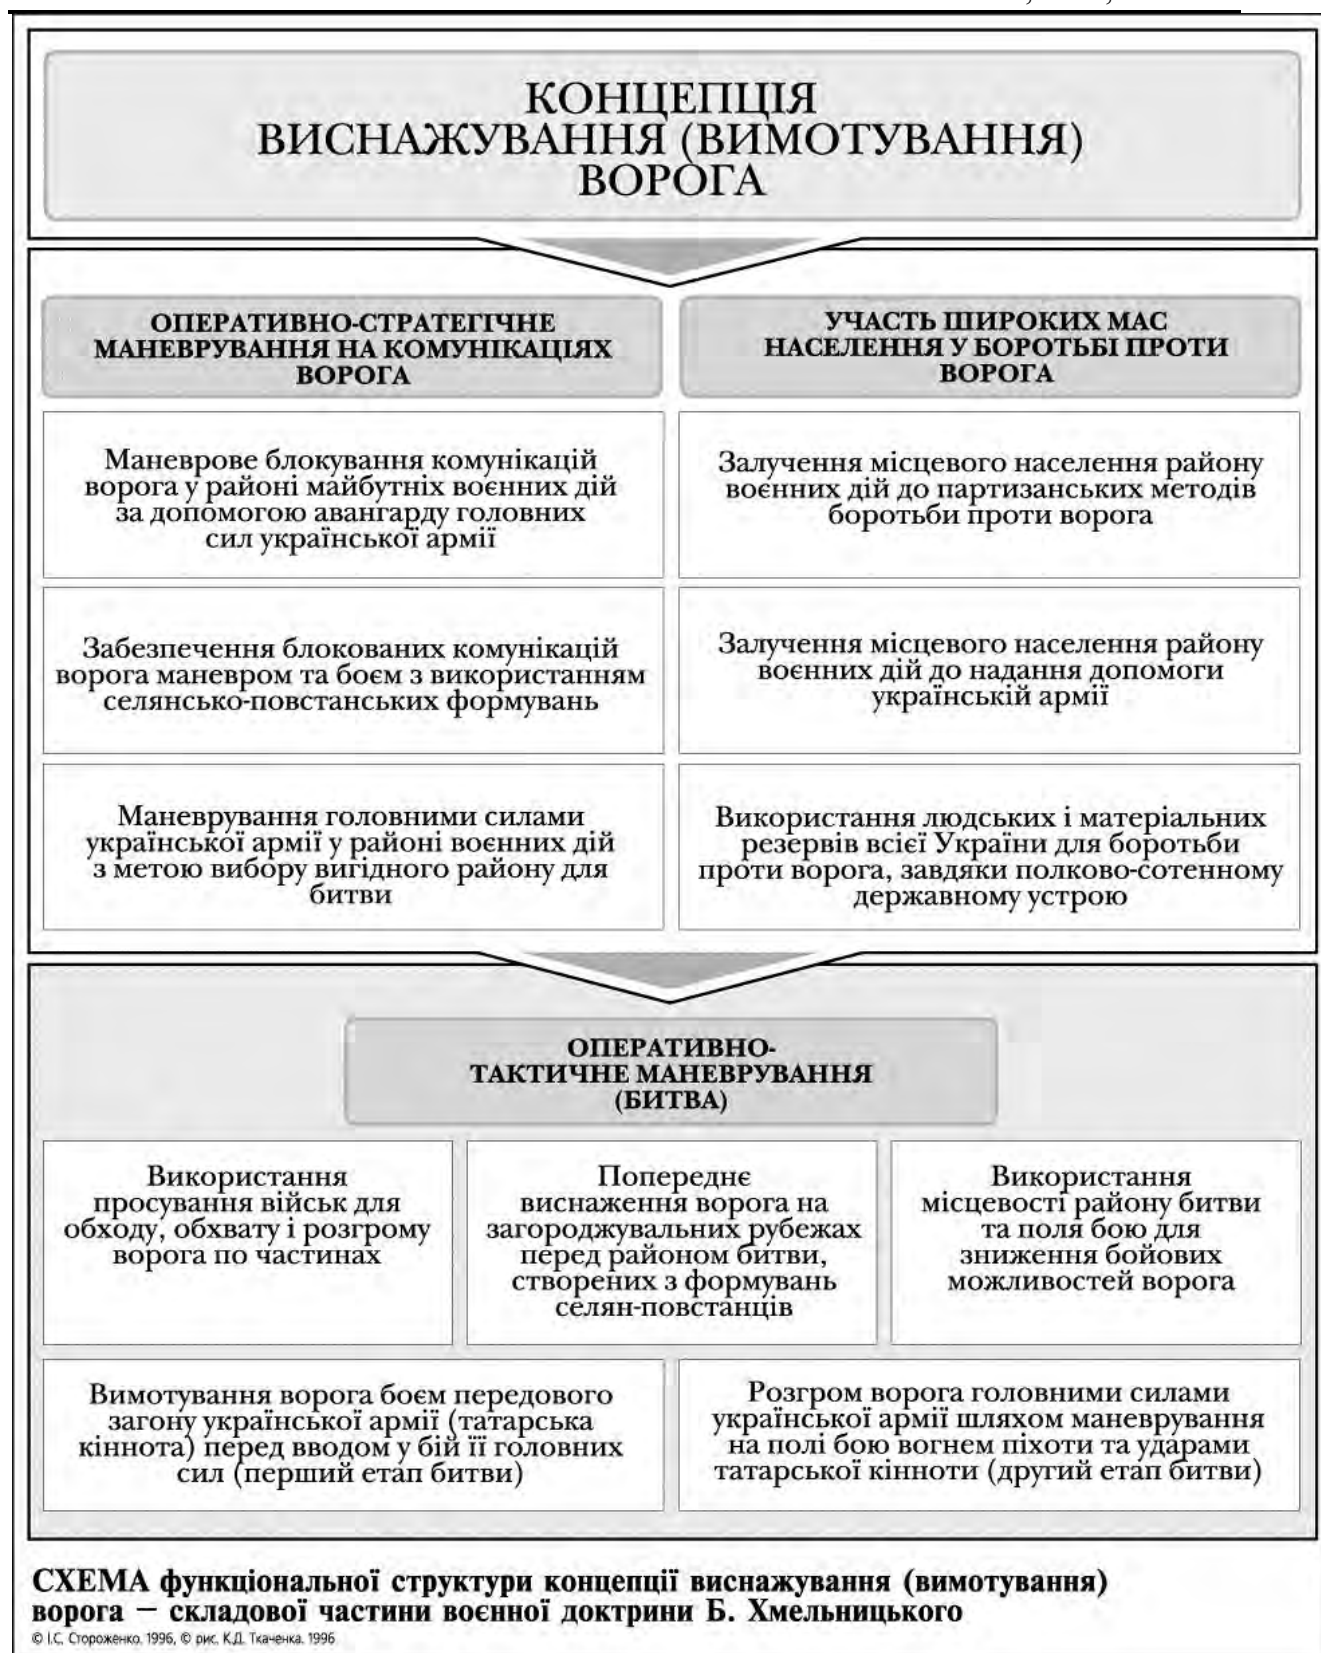 КОНЦЕПЦІЯ
ВИСНАЖУВАННЯ (ВИМОТУВАННЯ)
ВОРОГА
ОПЕРАТИВНО-СТРАТЕГІЧНЕ
МАНЕВРУВАННЯ НА КОМУНІКАЦІЯХ
ВОРОГА
Маневрове блокування комунікацій
ворога у районі майбутніх воєнних дій
за допомогою авангарду головних
сил української армії
Забезпечення блокованих комунікацій
ворога маневром та боєм з використанням
селянсько-повстанських формувань
Маневрування головними силами
української армії у районі воєнних дій
з метою вибору вигідного району для
битви
УЧАСТЬ ШИРОКИХ МАС
НАСЕЛЕННЯ У БОРОТЬБІ ПРОТИ
ВОРОГА
Залучення місцевого населення району
воєнних дій до партизанських методів
боротьби проти ворога
Залучення місцевого населення району
воєнних дій до надання допомоги
українській армії
Використання людських і матеріальних
резервів всієї України для боротьби
проти ворога, завдяки полково-сотенному
державному устрою
ОПЕРАТИВНО-
ТАКТИЧНЕ МАНЕВРУВАННЯ
(БИТВА)
Використання
просування військ для
обходу, обхвату і розгрому
ворога по частинах
Попереднє
виснаження ворога на
загороджувальних рубежах
перед районом битви,
створених з формувань
селян-повстанців
Використання
місцевості району битви
та поля бою для
зниження бойових
можливостей ворога
Вимотування ворога боєм передового
загону української армії (татарська
кіннота) перед вводом у бій її головних
сил (перший етап битви)
Розгром ворога головними силами
української армії шляхом маневрування
на полі бою вогнем піхоти та ударами
татарської кінноти (другий етап битви)
СХЕМА функціональної структури концепції виснажування (вимотування)
ворога — складової частини воєнної доктрини Б. Хмельницького
© І.С. Стороженко, 1996, © рис. К.Д. Ткаченка, 1996